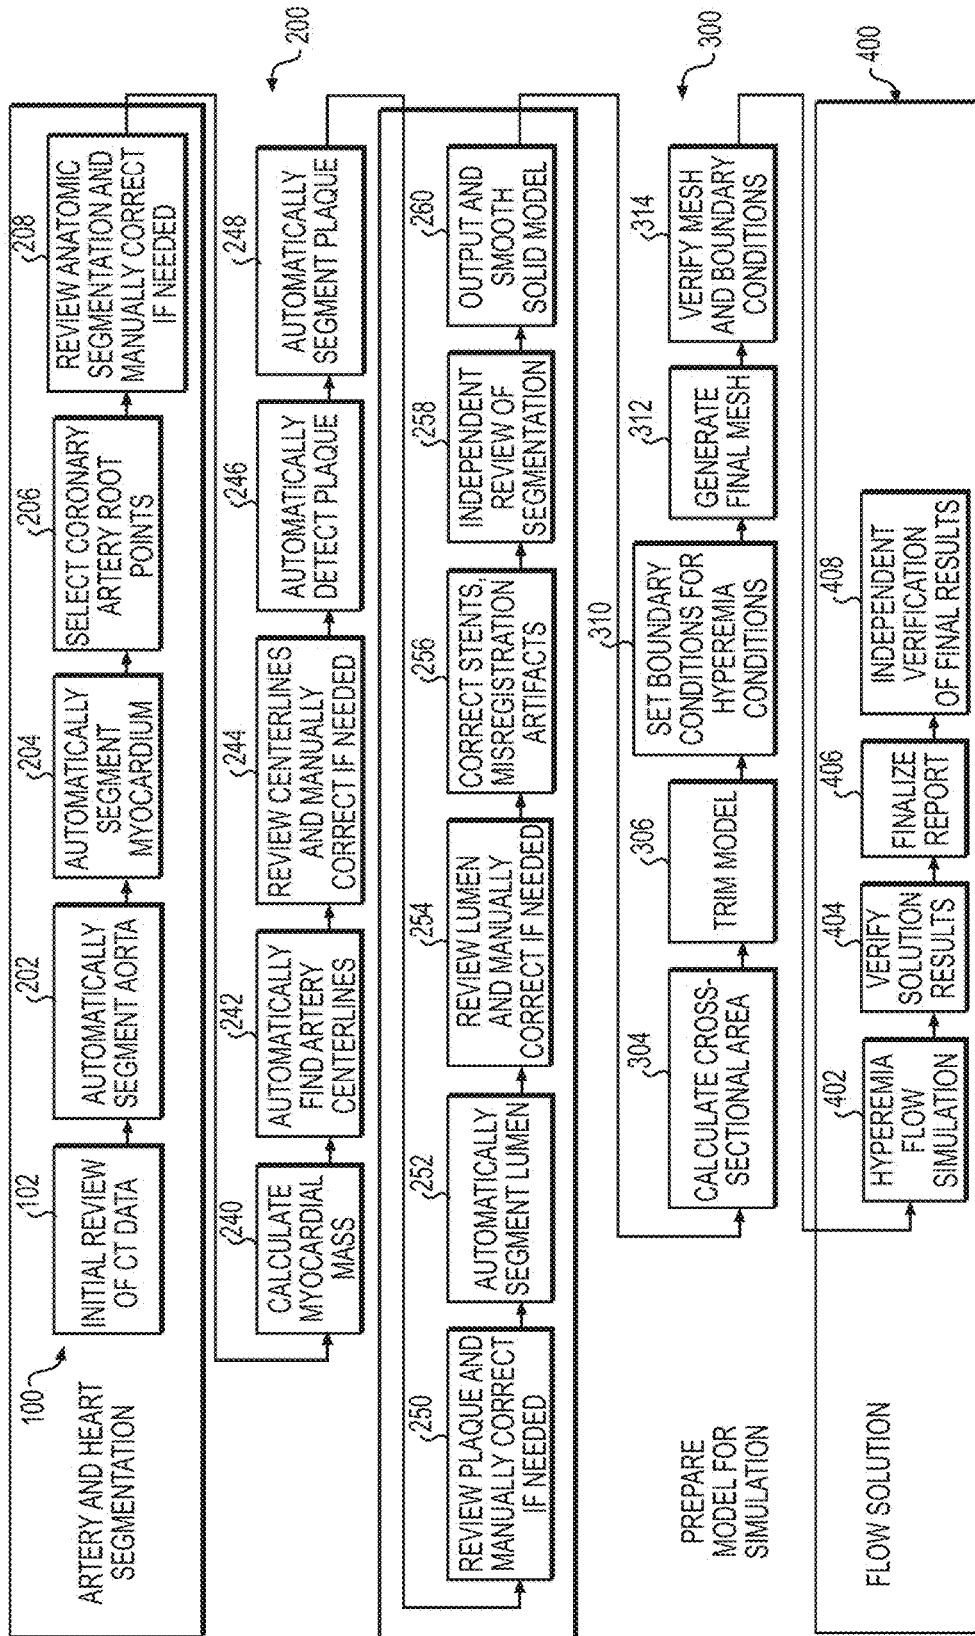 ARTERY AND HEART
SEGMENTATION
100
102
INITIAL REVIEW
OF CT DATA
202
AUTOMATICALLY
SEGMENT AORTA
204
AUTOMATICALLY
SEGMENT
MYOCARDIUM
206
SELECT CORONARY
ARTERY ROOT
POINTS
208
REVIEW ANATOMIC
SEGMENTATION AND
MANUALLY CORRECT
IF NEEDED
200
240
CALCULATE
MYOCARDIAL
MASS
242
AUTOMATICALLY
FIND ARTERY
CENTERLINES
244
REVIEW CENTERLINES
AND MANUALLY
CORRECT IF NEEDED
246
AUTOMATICALLY
DETECT PLAQUE
248
AUTOMATICALLY
SEGMENT PLAQUE
250
REVIEW PLAQUE AND
MANUALLY CORRECT
IF NEEDED
252
AUTOMATICALLY
SEGMENT LUMEN
254
REVIEW LUMEN
AND MANUALLY
CORRECT IF NEEDED
256
CORRECT STENTS,
MISREGISTRATION
ARTIFACTS
258
INDEPENDENT
REVIEW OF
SEGMENTATION
260
OUTPUT AND
SMOOTH
SOLID MODEL
PREPARE
MODEL FOR
SIMULATION
300
304
CALCULATE CROSS-
SECTIONAL AREA
306
TRIM MODEL
310
SET BOUNDARY
CONDITIONS FOR
HYPEREMIA
CONDITIONS
312
GENERATE
FINAL MESH
314
VERIFY MESH
AND BOUNDARY
CONDITIONS
FLOW SOLUTION
400
402
HYPEREMIA
FLOW
SIMULATION
404
VERIFY
SOLUTION
RESULTS
406
FINALIZE
REPORT
408
INDEPENDENT
VERIFICATION
OF FINAL RESULTS